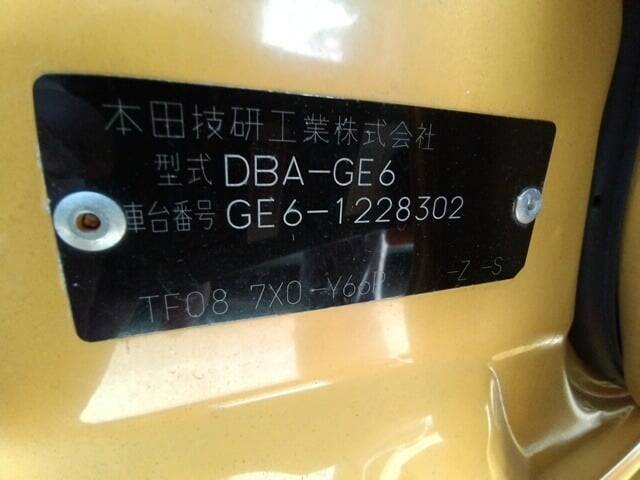 本田技研工業株式会社
型式 DBA-GE6
車台番号 GE6-1228302
TF08 7X0-Y66P -Z -S